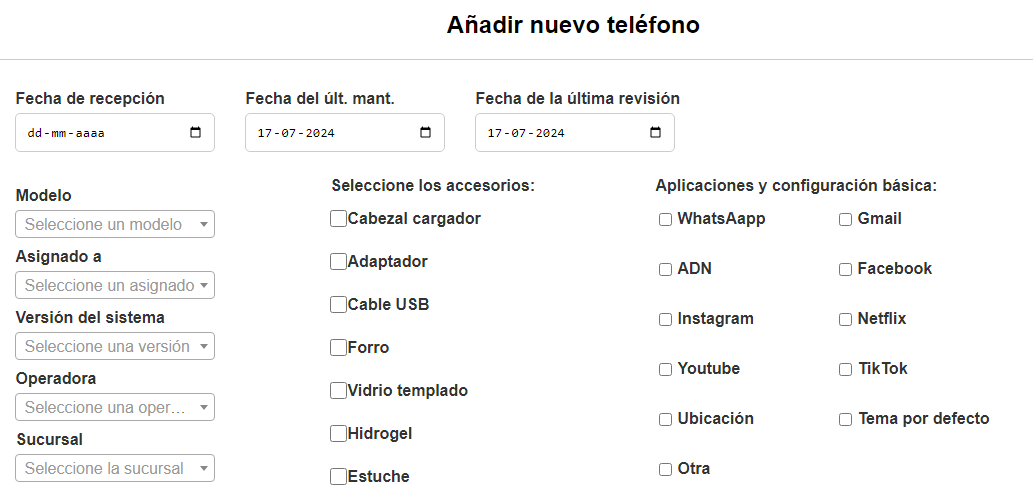 Añadir nuevo teléfono
Fecha de recepción
Fecha del últ. mant.
Fecha de la última revisión
dd-mm-aaaa
17-07-2024
17-07-2024
Modelo
Seleccione un modelo
Asignado a
Seleccione un asignado
Versión del sistema
Seleccione una versión
Operadora
Seleccione una oper...
Sucursal
Seleccione la sucursal
Seleccione los accesorios:
Cabezal cargador
Adaptador
Cable USB
Forro
Vidrio templado
Hidrogel
Estuche
Aplicaciones y configuración básica:
WhatsAapp
Gmail
ADN
Facebook
Instagram
Netflix
Youtube
TikTok
Ubicación
Tema por defecto
Otra